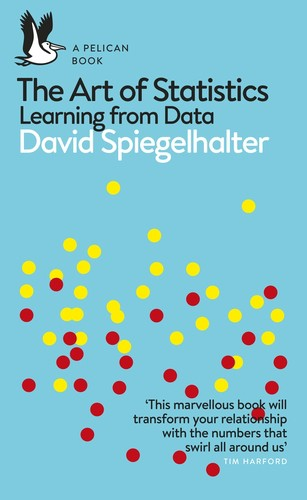 A PELICAN
BOOK
The Art of Statistics
Learning from Data
David Spiegelhalter
‘This marvellous book will
transform your relationship
with the numbers that
swirl all around us’
TIM HARFORD